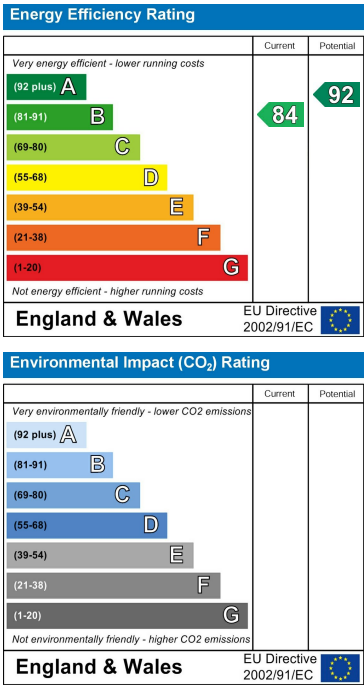 Energy Efficiency Rating
Current Potential
Very energy efficient - lower running costs
(92 plus) A
92
(81-91) B
84
(69-80) C
(55-68) D
(39-54) E
(21-38) F
(1-20) G
Not energy efficient - higher running costs
England & Wales
EU Directive
2002/91/EC
Environmental Impact (CO₂) Rating
Current Potential
Very environmentally friendly - lower CO2 emissions
(92 plus) A
(81-91) B
(69-80) C
(55-68) D
(39-54) E
(21-38) F
(1-20) G
Not environmentally friendly - higher CO2 emissions
England & Wales
EU Directive
2002/91/EC